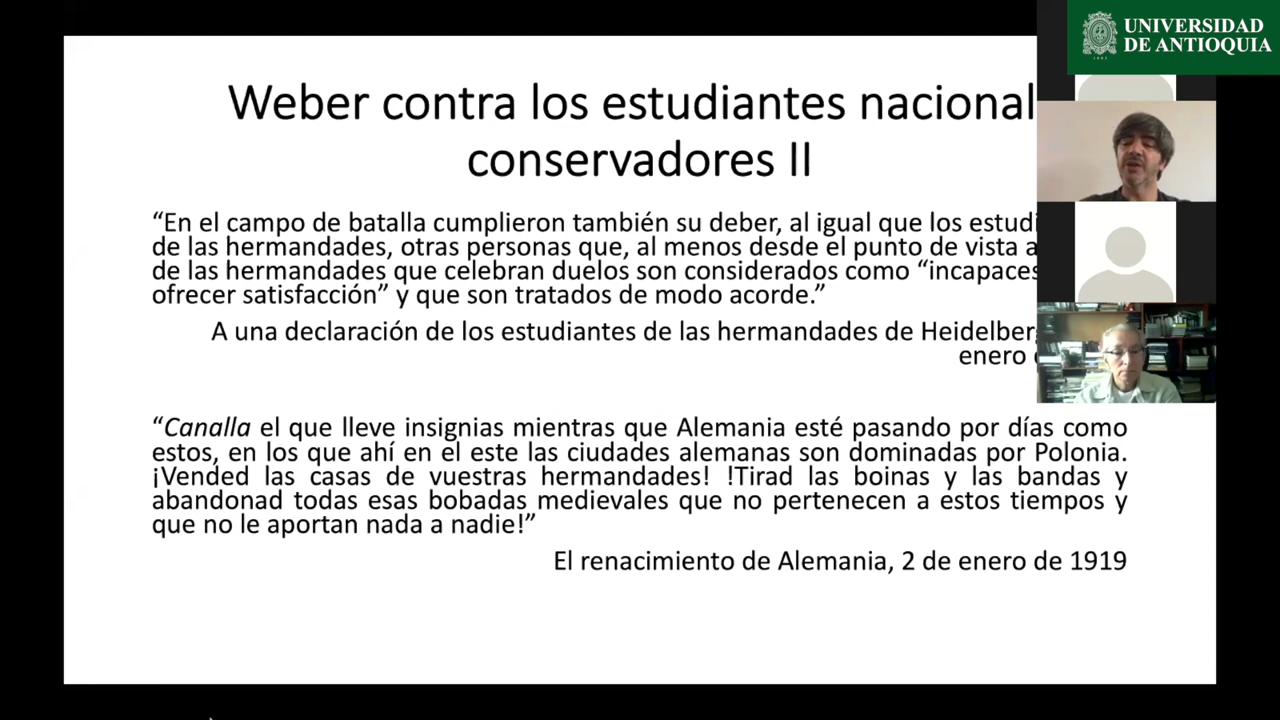 UNIVERSIDAD
DE ANTIOQUIA
1803
Weber contra los estudiantes nacional
conservadores II
“En el campo de batalla cumplieron también su deber, al igual que los
de las hermandades, otras personas que, al menos desde el punto de vista
de las hermandades que celebran duelos son considerados como “incapaces
ofrecer satisfacción” y que son tratados de modo acorde.”
A una declaración de los estudiantes de las hermandades de
enero
“Canalla el que lleve insignias mientras que Alemania esté pasando por días como
estos, en los que ahí en el este las ciudades alemanas son dominadas por Polonia.
¡Vended las casas de vuestras hermandades! !Tirad las boinas y las bandas y
abandonad todas esas bobadas medievales que no pertenecen a estos tiempos y
que no le aportan nada a nadie!”
El renacimiento de Alemania, 2 de enero de 1919